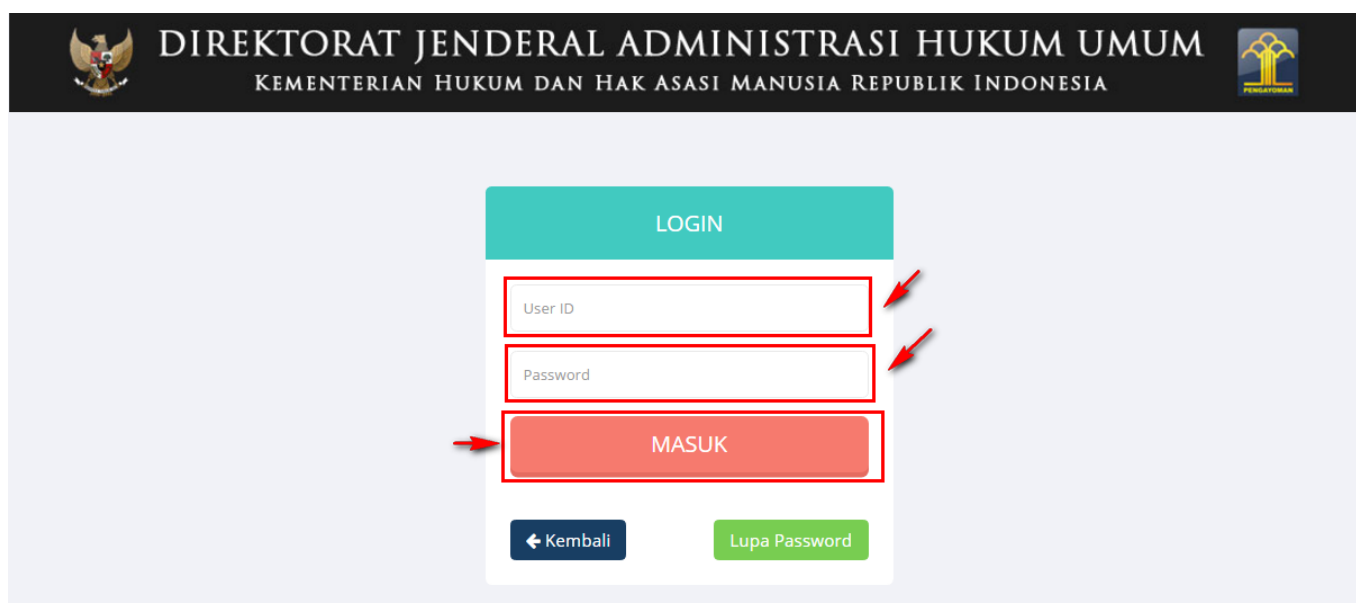 DIREKTORAT JENDERAL ADMINISTRASI HUKUM UMUM
KEMENTERIAN HUKUM DAN HAK ASASI MANUSIA REPUBLIK INDONESIA
PENGAYOMAN
LOGIN
User ID
Password
MASUK
Kembali
Lupa Password